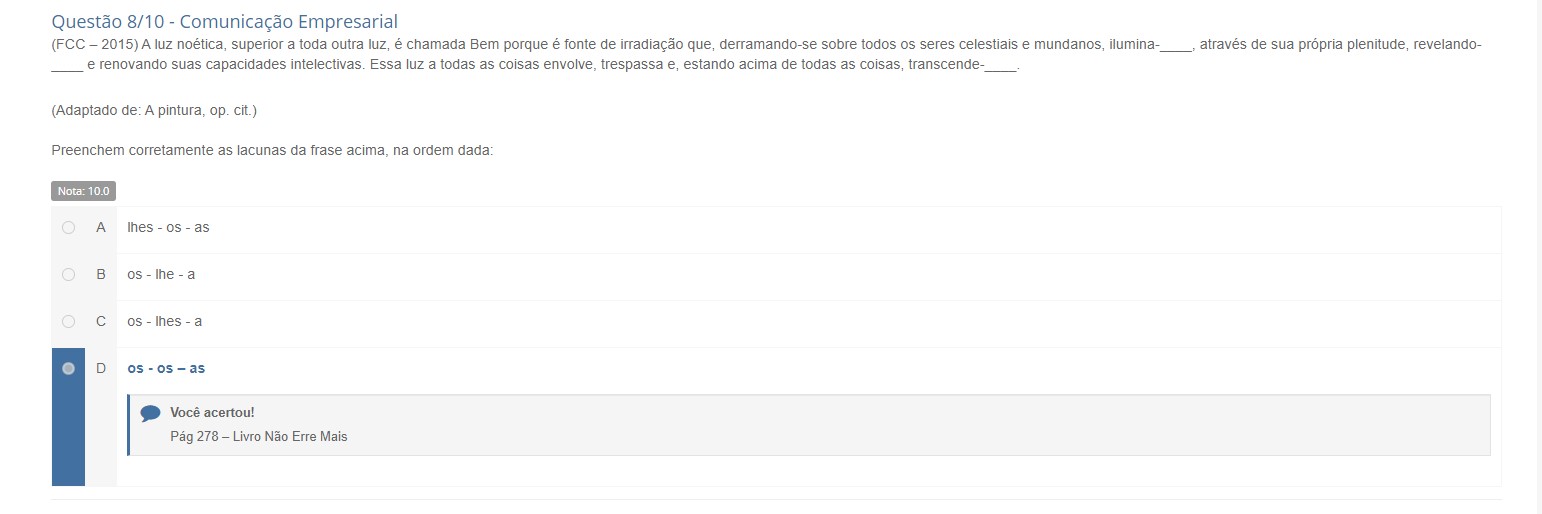 Questão 8/10 - Comunicação Empresarial
(FCC – 2015) A luz noética, superior a toda outra luz, é chamada Bem porque é fonte de irradiação que, derramando-se sobre todos os seres celestiais e mundanos, ilumina-____, através de sua própria plenitude, revelando-
____ e renovando suas capacidades intelectivas. Essa luz a todas as coisas envolve, trespassa e, estando acima de todas as coisas, transcende-____.
(Adaptado de: A pintura, op. cit.)
Preenchem corretamente as lacunas da frase acima, na ordem dada:
Nota: 10.0
A lhes - os - as
B os - lhe - a
C os - lhes - a
D os - os – as
Você acertou!
Pág 278 – Livro Não Erre Mais